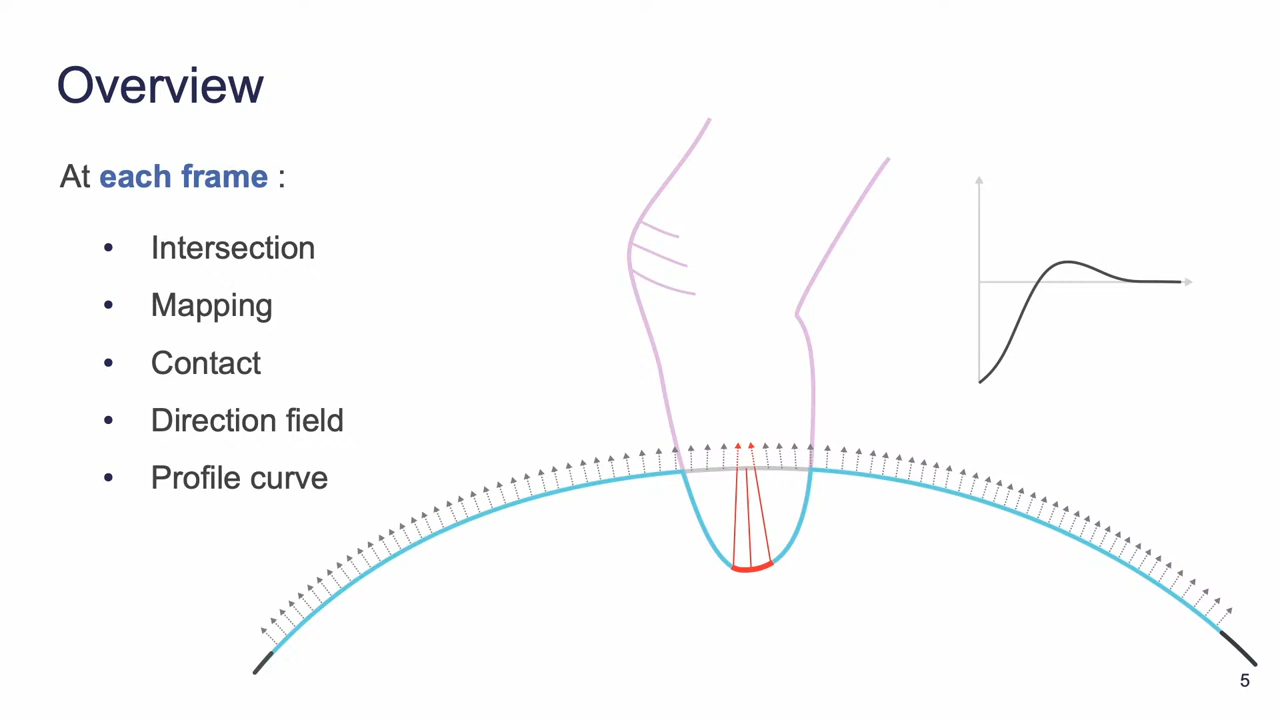 Overview
At each frame :
• Intersection
• Mapping
• Contact
• Direction field
• Profile curve
5